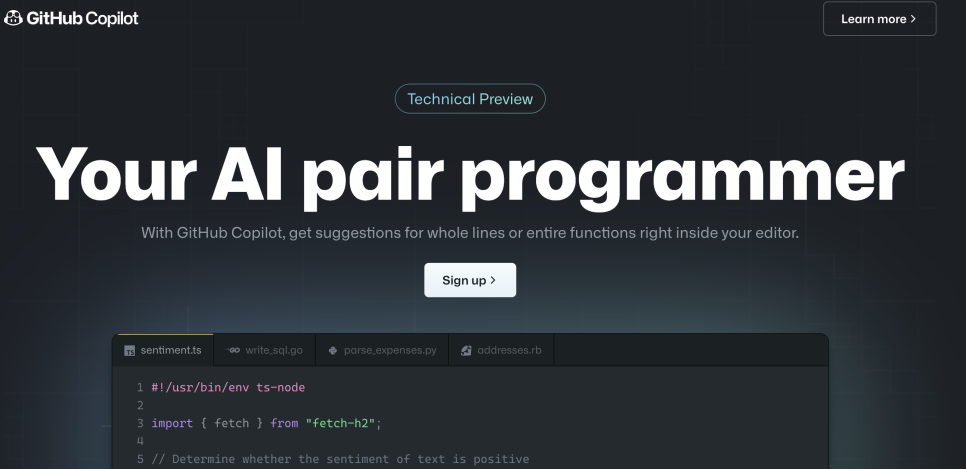 GitHub Copilot
Learn more >
Technical Preview
Your AI pair programmer
With GitHub Copilot, get suggestions for whole lines or entire functions right inside your editor.
Sign up >
TS sentiment.ts
GO write_sql.go
parse_expenses.py
addresses.rb
1 #!/usr/bin/env ts-node
2
3 import { fetch } from "fetch-h2";
4
5 // Determine whether the sentiment of text is positive